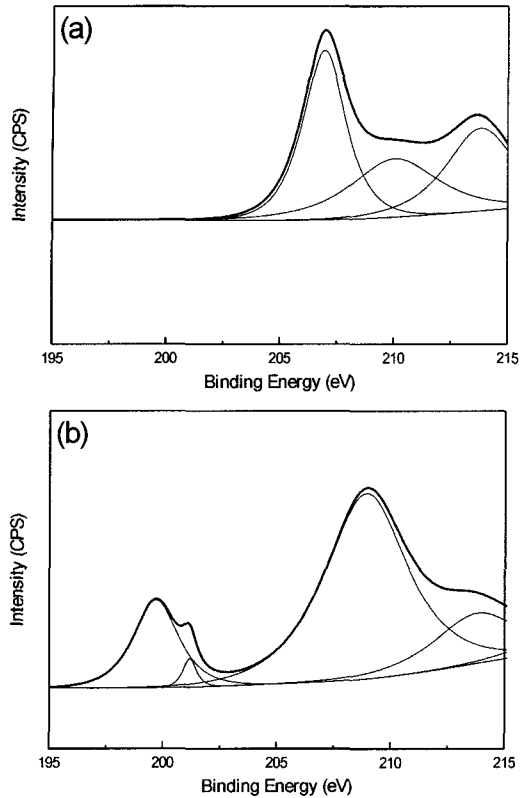 (a)
Intensity (CPS)
195 200 205 210 215
Binding Energy (eV)
(b)
Intensity (CPS)
195 200 205 210 215
Binding Energy (eV)